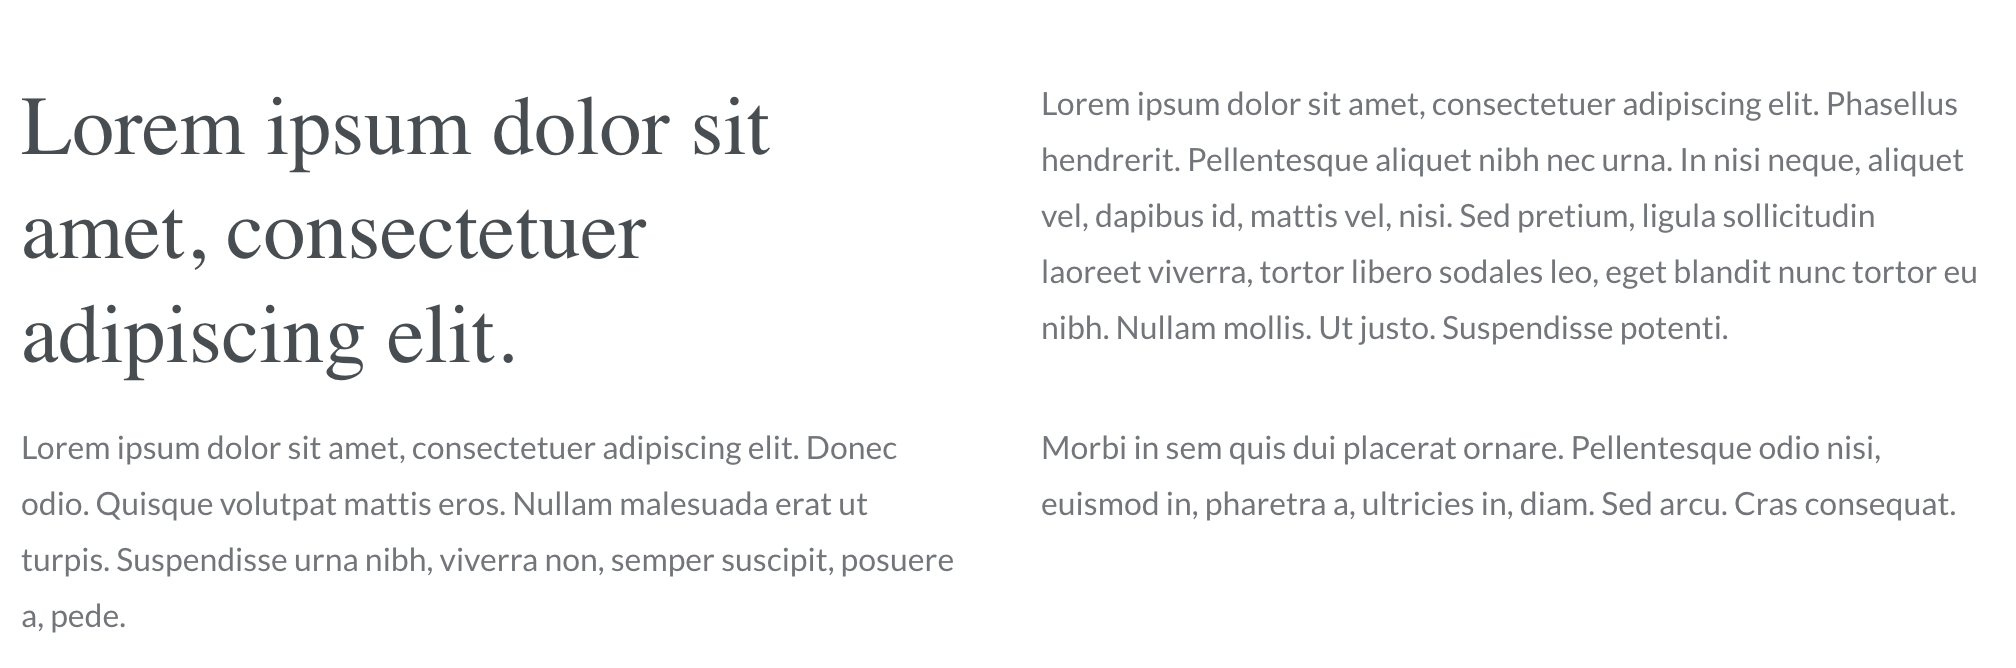 Lorem ipsum dolor sit
amet, consectetuer
adipiscing elit.
Lorem ipsum dolor sit amet, consectetuer adipiscing elit. Donec
odio. Quisque volutpat mattis eros. Nullam malesuada erat ut
turpis. Suspendisse urna nibh, viverra non, semper suscipit, posuere
a, pede.
Lorem ipsum dolor sit amet, consectetuer adipiscing elit. Phasellus
hendrerit. Pellentesque aliquet nibh nec urna. In nisi neque, aliquet
vel, dapibus id, mattis vel, nisi. Sed pretium, ligula sollicitudin
laoreet viverra, tortor libero sodales leo, eget blandit nunc tortor eu
nibh. Nullam mollis. Ut justo. Suspendisse potenti.
Morbi in sem quis dui placerat ornare. Pellentesque odio nisi,
euismod in, pharetra a, ultricies in, diam. Sed arcu. Cras consequat.